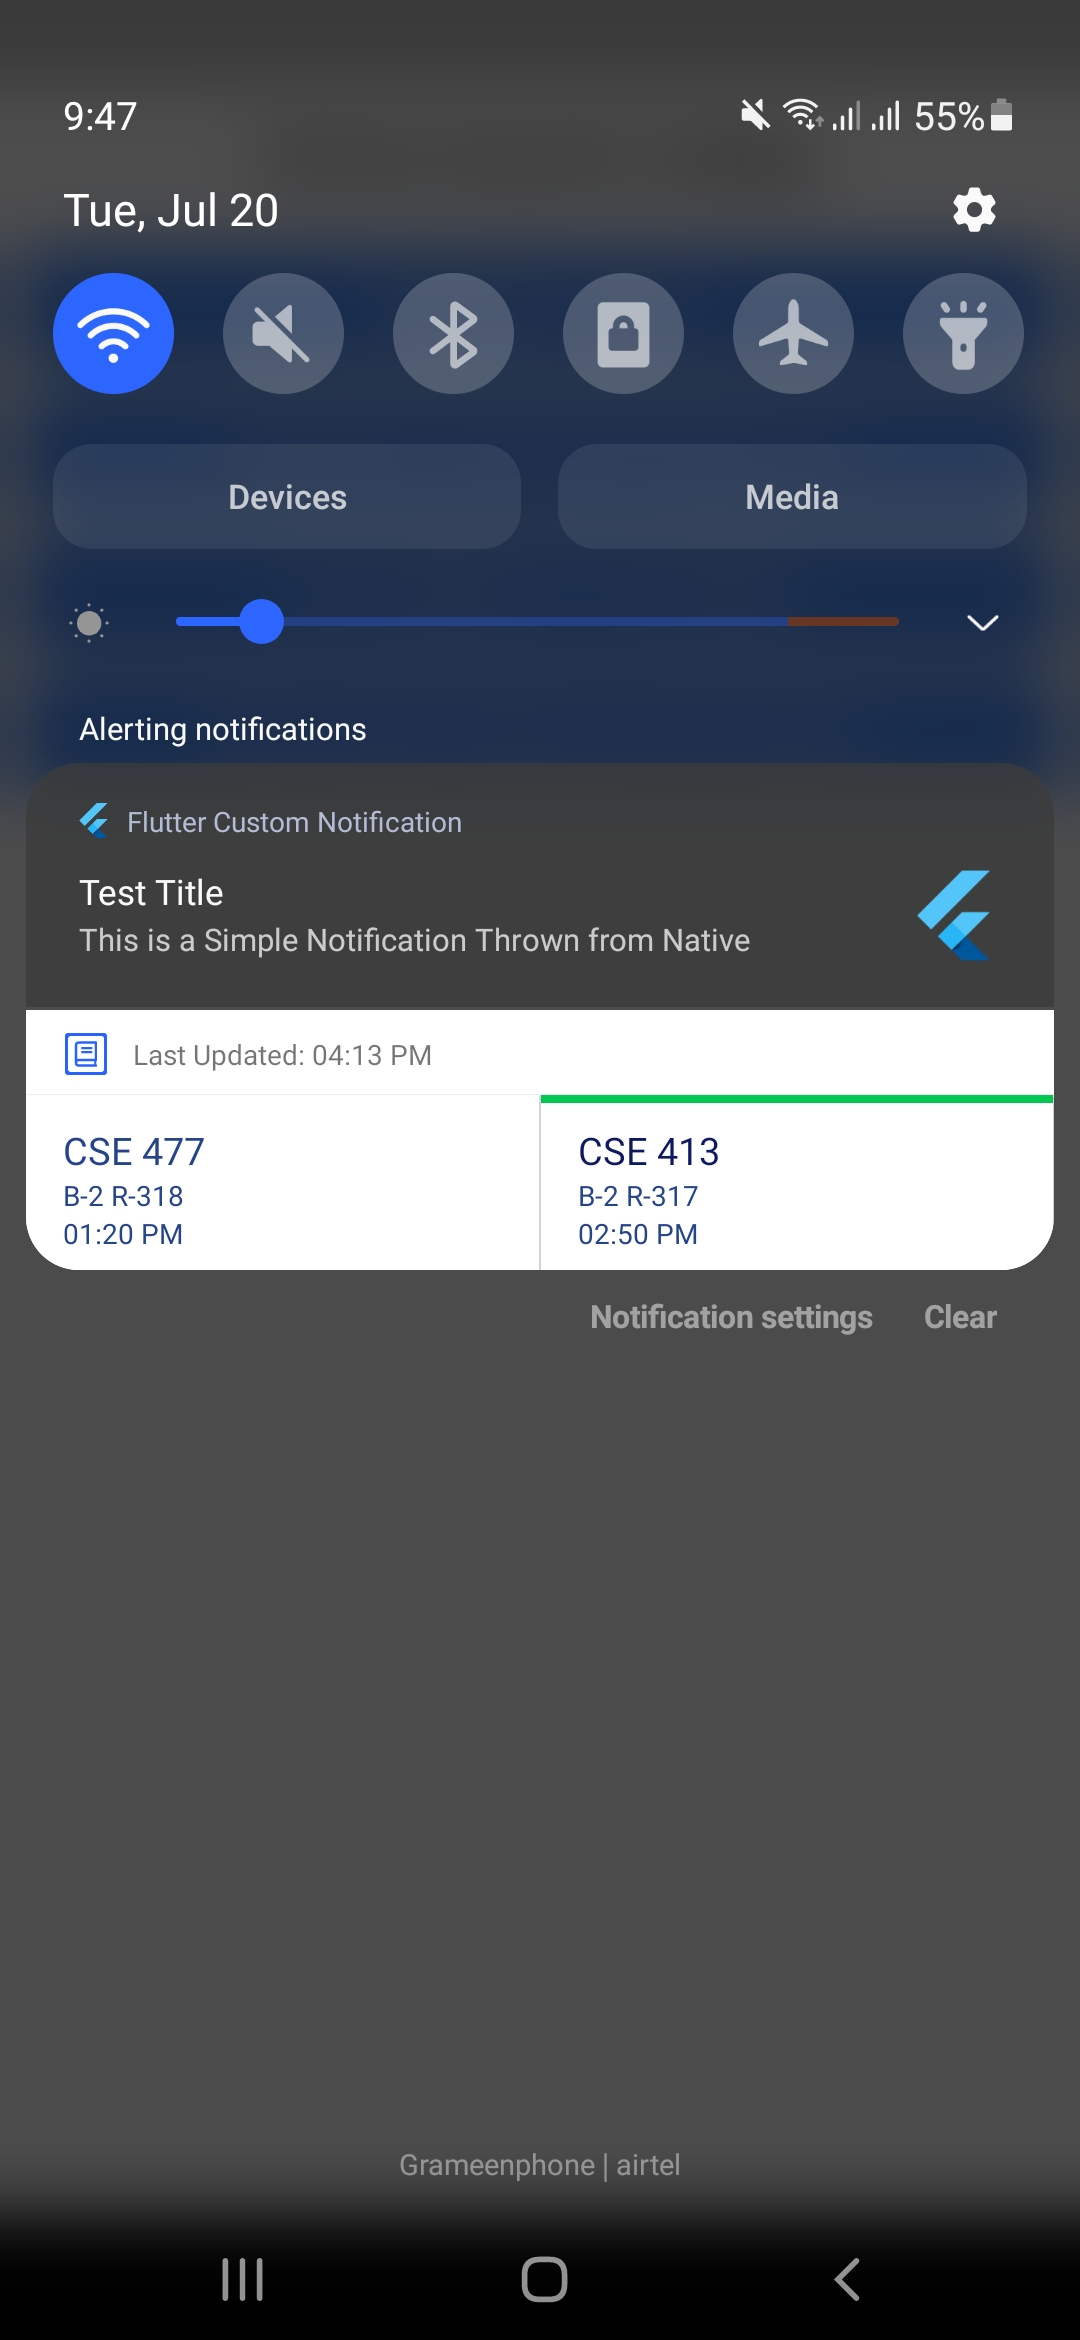 9:47
55%
Tue, Jul 20
Devices
Media
Alerting notifications
Flutter Custom Notification
Test Title
This is a Simple Notification Thrown from Native
Last Updated: 04:13 PM
CSE 477
B-2 R-318
01:20 PM
CSE 413
B-2 R-317
02:50 PM
Notification settings
Clear
Grameenphone | airtel